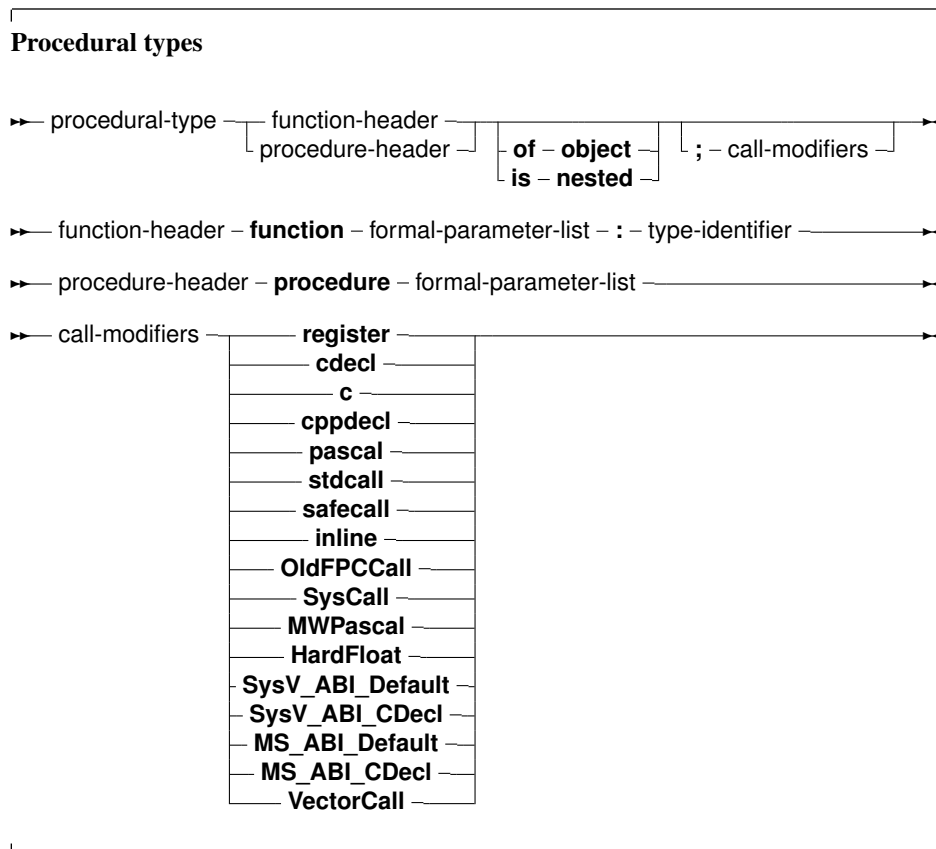 Procedural types
procedural-type function-header
procedure-header of object ; call-modifiers
is nested
function-header function formal-parameter-list : type-identifier
procedure-header procedure formal-parameter-list
call-modifiers register
cdecl
c
cppdecl
pascal
stdcall
safecall
inline
OldFPCCall
SysCall
MWPascal
HardFloat
SysV_ABI_Default
SysV_ABI_CDecl
MS_ABI_Default
MS_ABI_CDecl
VectorCall